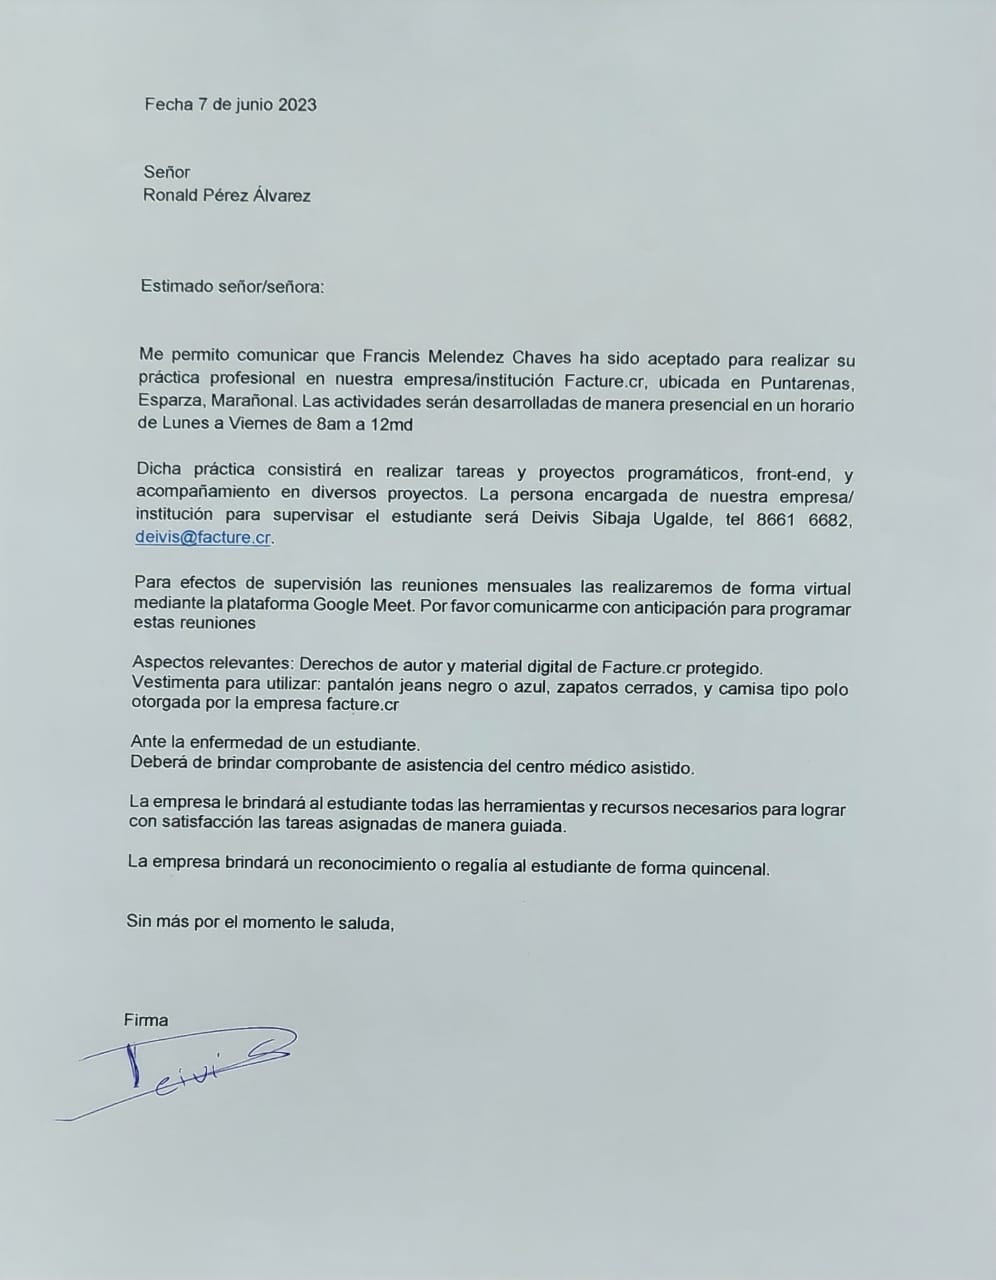 Fecha 7 de junio 2023
Señor
Ronald Pérez Álvarez
Estimado señor/señora:
Me permito comunicar que Francis Melendez Chaves ha sido aceptado para realizar su
práctica profesional en nuestra empresa/institución Facture.cr, ubicada en Puntarenas,
Esparza, Marañonal. Las actividades serán desarrolladas de manera presencial en un horario
de Lunes a Viernes de 8am a 12md
Dicha práctica consistirá en realizar tareas y proyectos programáticos, front-end, y
acompañamiento en diversos proyectos. La persona encargada de nuestra empresa/
institución para supervisar el estudiante será Deivis Sibaja Ugalde, tel 8661 6682,
deivis@facture.cr.
Para efectos de supervisión las reuniones mensuales las realizaremos de forma virtual
mediante la plataforma Google Meet. Por favor comunicarme con anticipación para programar
estas reuniones
Aspectos relevantes: Derechos de autor y material digital de Facture.cr protegido.
Vestimenta para utilizar: pantalón jeans negro o azul, zapatos cerrados, y camisa tipo polo
otorgada por la empresa facture.cr
Ante la enfermedad de un estudiante.
Deberá de brindar comprobante de asistencia del centro médico asistido.
La empresa le brindará al estudiante todas las herramientas y recursos necesarios para lograr
con satisfacción las tareas asignadas de manera guiada.
La empresa brindará un reconocimiento o regalía al estudiante de forma quincenal.
Sin más por el momento le saluda,
Firma
Deivis